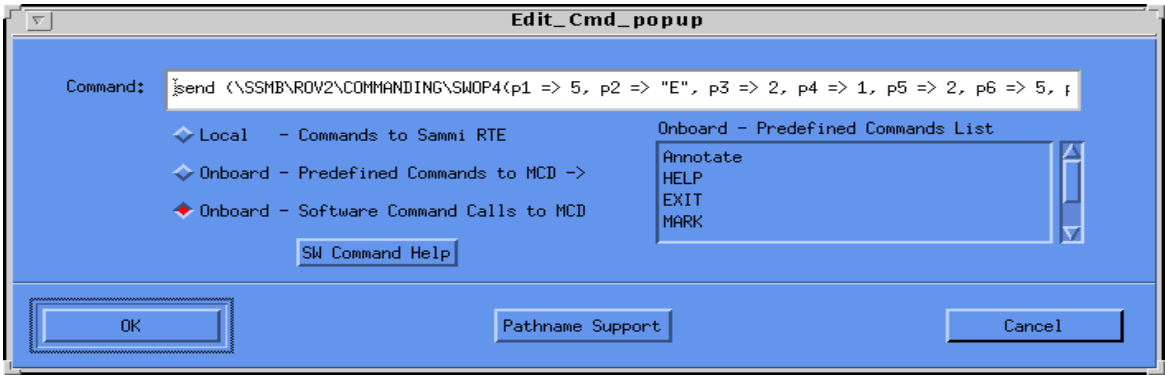 Edit_Cmd_popup
Command: send (\SSMB\ROV2\COMMANDING\SWOP4(p1 => 5, p2 => "E", p3 => 2, p4 => 1, p5 => 2, p6 => 5, p
Local - Commands to Sammi RTE
Onboard - Predefined Commands to MCD ->
Onboard - Software Command Calls to MCD
SW Command Help
Onboard - Predefined Commands List
Annotate
HELP
EXIT
MARK
OK
Pathname Support
Cancel